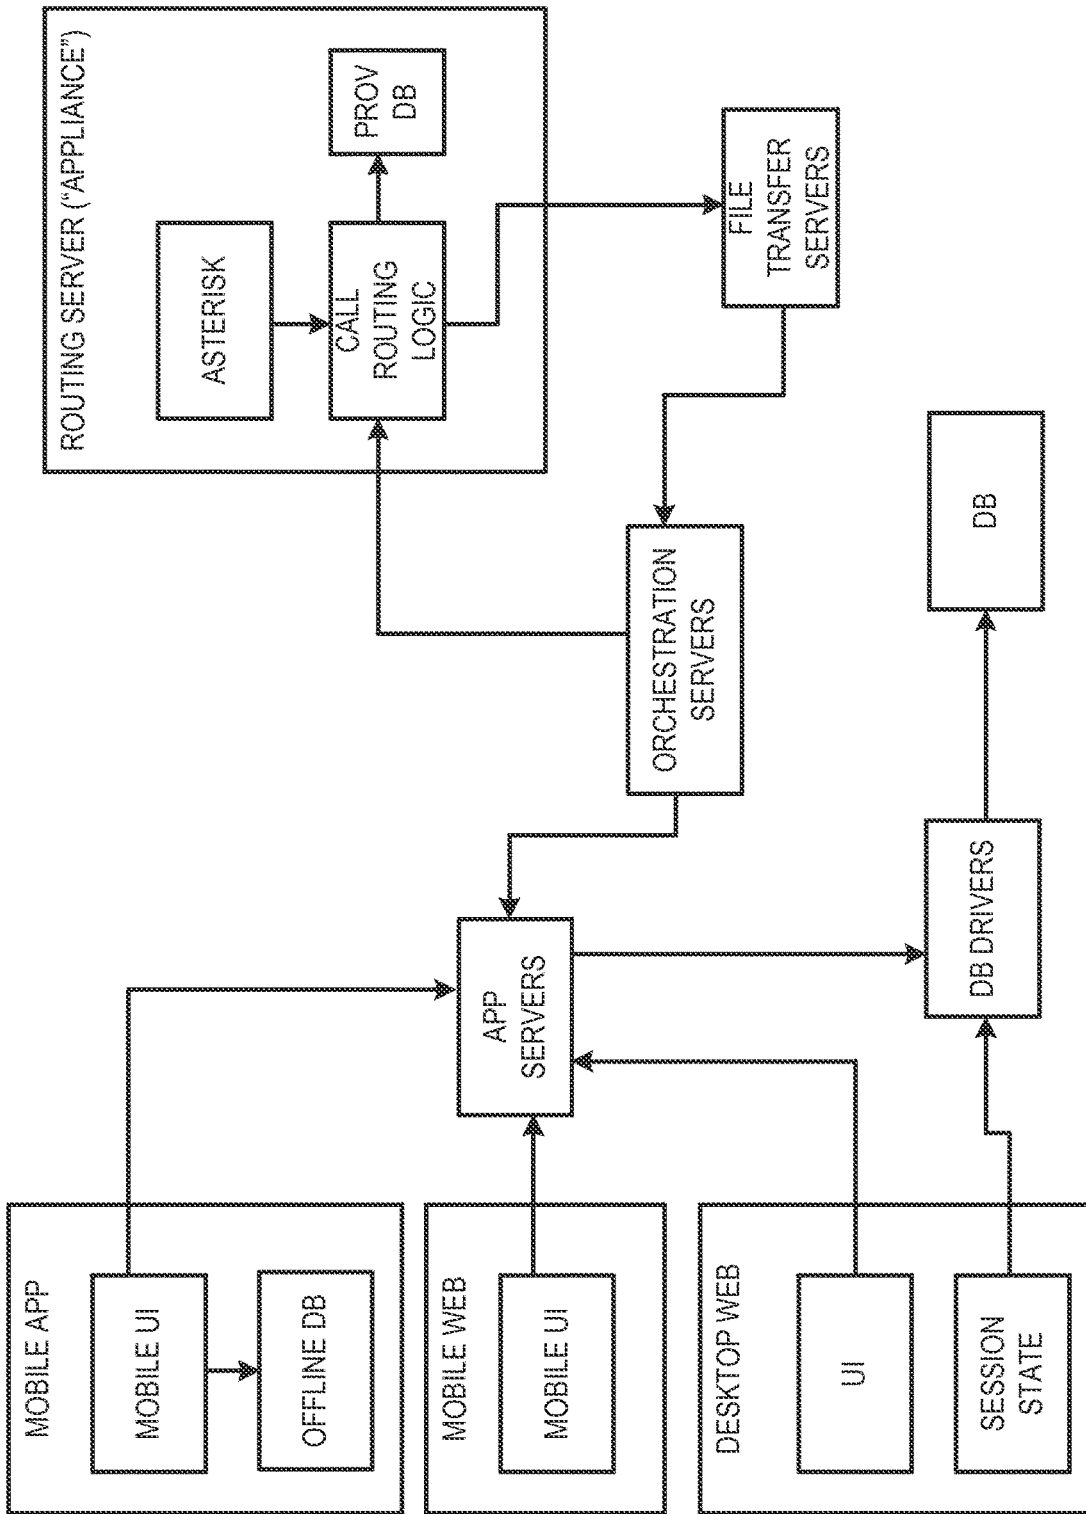 MOBILE APP
MOBILE UI
OFFLINE DB
MOBILE WEB
MOBILE UI
DESKTOP WEB
UI
SESSION
STATE
APP
SERVERS
DB DRIVERS
ORCHESTRATION
SERVERS
DB
ROUTING SERVER (“APPLIANCE”)
ASTERISK
CALL
ROUTING
LOGIC
PROV
DB
FILE
TRANSFER
SERVERS